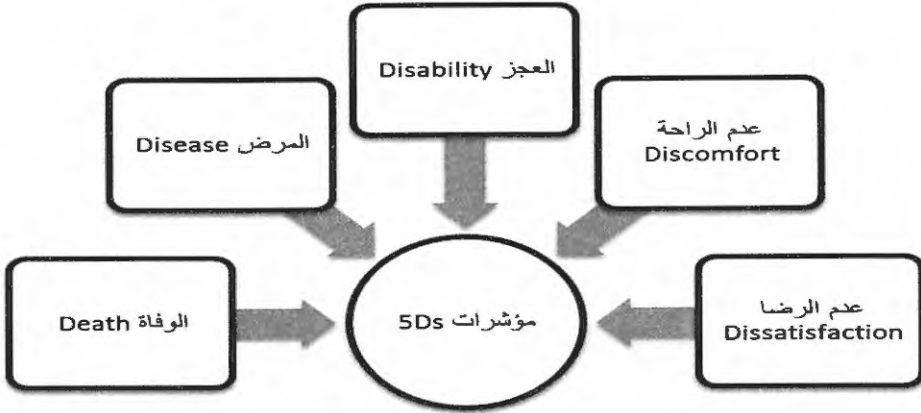 العجز Disability
المرض Disease
عدم الراحة
Discomfort
الوفاة Death
مؤشرات 5Ds
عدم الرضا
Dissatisfaction